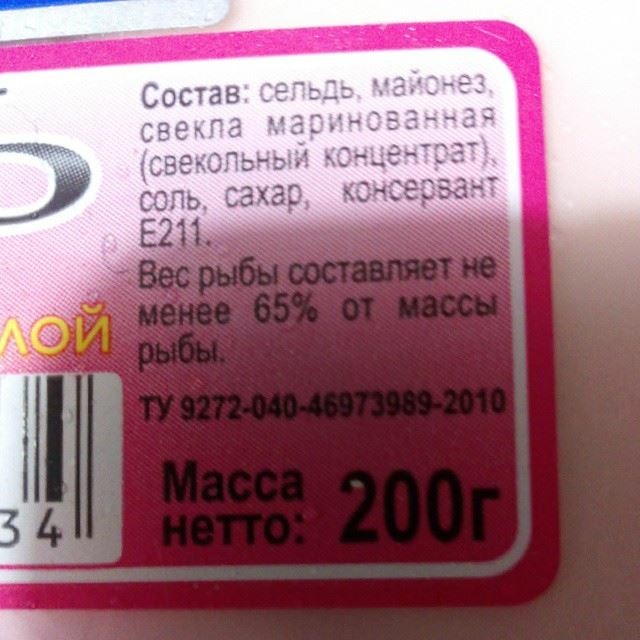 Состав: сельдь, майонез,
свекла маринованная
(свекольный концентрат),
соль, сахар, консервант
Е211.
Вес рыбы составляет не
менее 65% от массы
рыбы.
ЛОЙ
ТУ 9272-040-46973989-2010
Масса
нетто: 200г
34